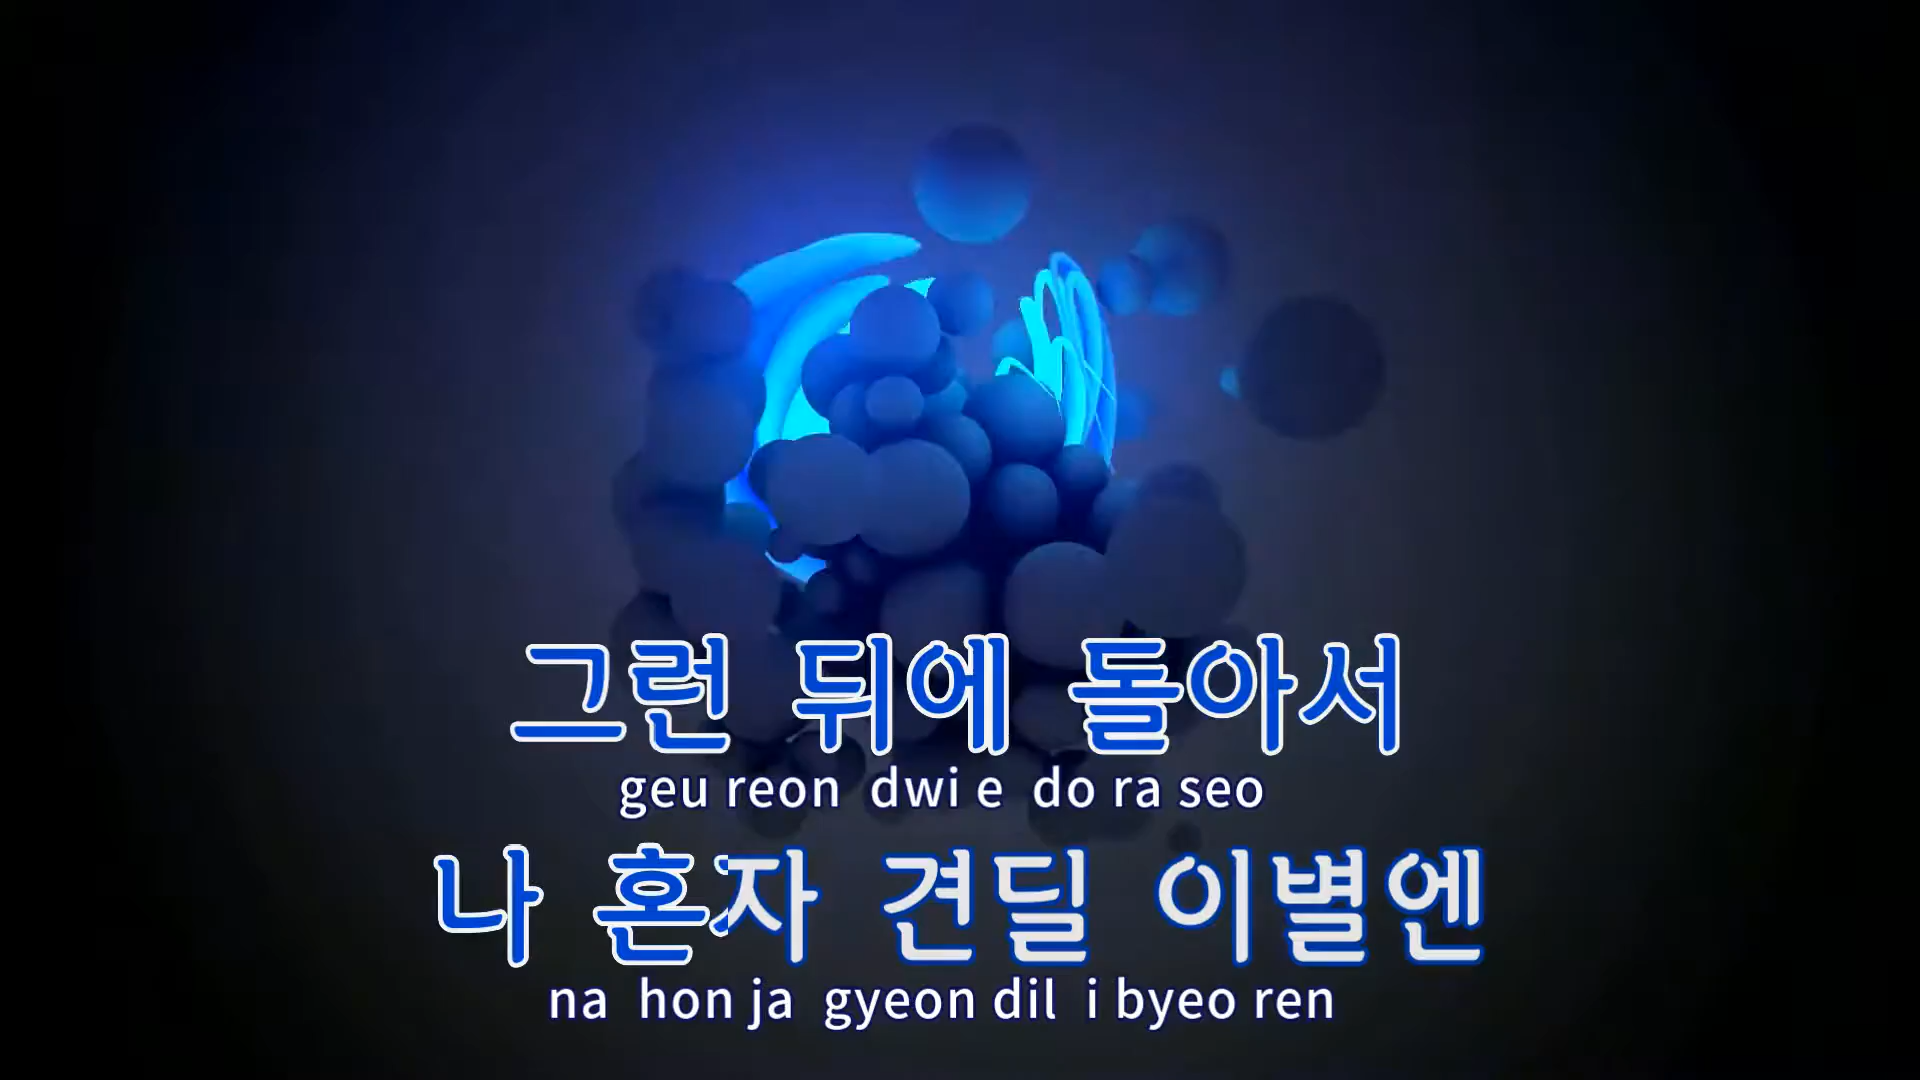 그런 뒤에 돌아서
geu reon dwi e do ra seo
나 혼자 견딜 이별엔
na hon ja gyeon dil i byeo ren